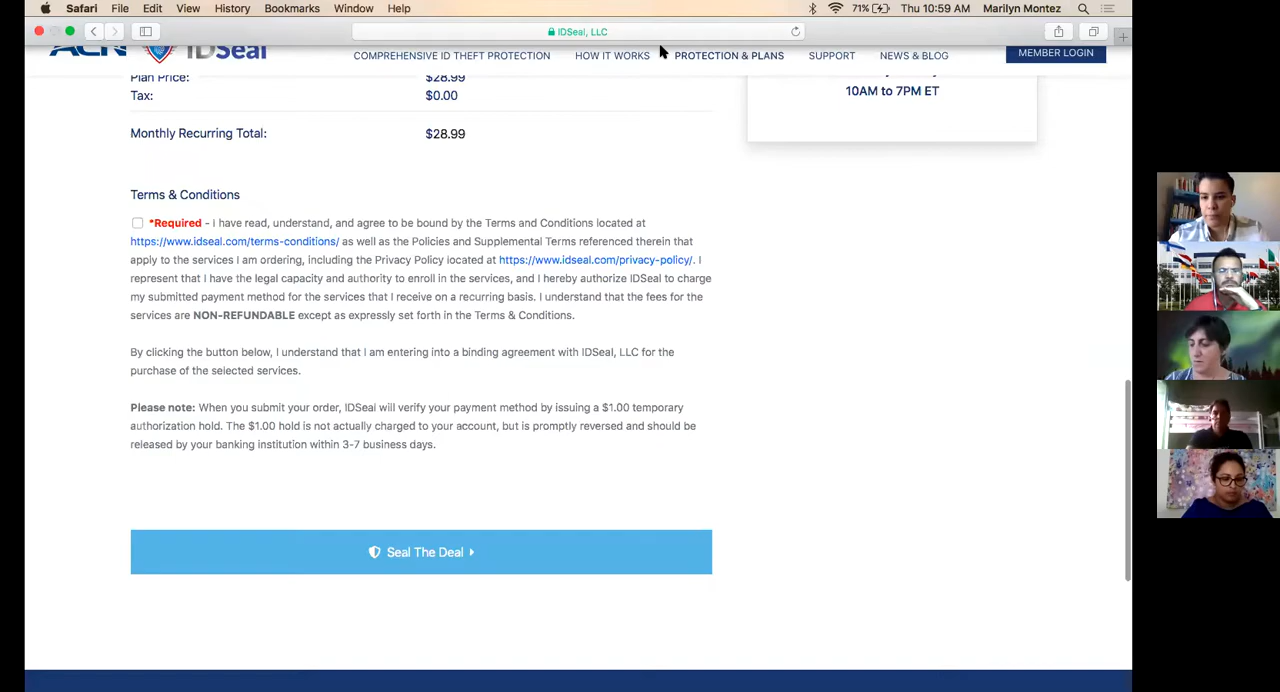 Safari File Edit View History Bookmarks Window Help 71% Thu 10:59 AM Marilyn Montez
IDSeal, LLC
ACN IDSeal COMPREHENSIVE ID THEFT PROTECTION HOW IT WORKS PROTECTION & PLANS SUPPORT NEWS & BLOG MEMBER LOGIN
Plan Price: $28.99
Tax: $0.00
10AM to 7PM ET
Monthly Recurring Total: $28.99
Terms & Conditions
*Required - I have read, understand, and agree to be bound by the Terms and Conditions located at
https://www.idseal.com/terms-conditions/ as well as the Policies and Supplemental Terms referenced therein that
apply to the services I am ordering, including the Privacy Policy located at https://www.idseal.com/privacy-policy/. I
represent that I have the legal capacity and authority to enroll in the services, and I hereby authorize IDSeal to charge
my submitted payment method for the services that I receive on a recurring basis. I understand that the fees for the
services are NON-REFUNDABLE except as expressly set forth in the Terms & Conditions.
By clicking the button below, I understand that I am entering into a binding agreement with IDSeal, LLC for the
purchase of the selected services.
Please note: When you submit your order, IDSeal will verify your payment method by issuing a $1.00 temporary
authorization hold. The $1.00 hold is not actually charged to your account, but is promptly reversed and should be
released by your banking institution within 3-7 business days.
Seal The Deal